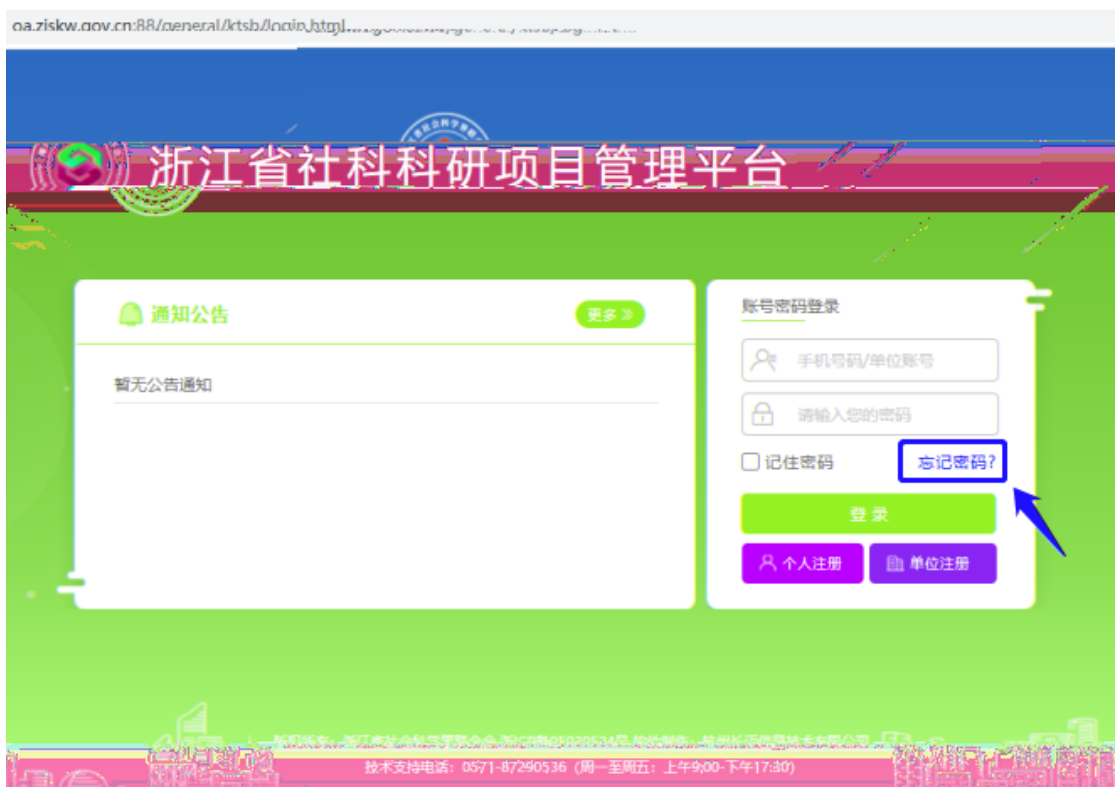 oa.zjskw.gov.cn:88/general/ktsb/login.html
浙江省社科科研项目管理平台
通知公告
更多
暂无公告通知
账号密码登录
手机号码/单位账号
请输入您的密码
记住密码
忘记密码?
登 录
个人注册
单位注册
技术支持电话：0571-87290536（周一至周五：上午9:00-下午17:30）